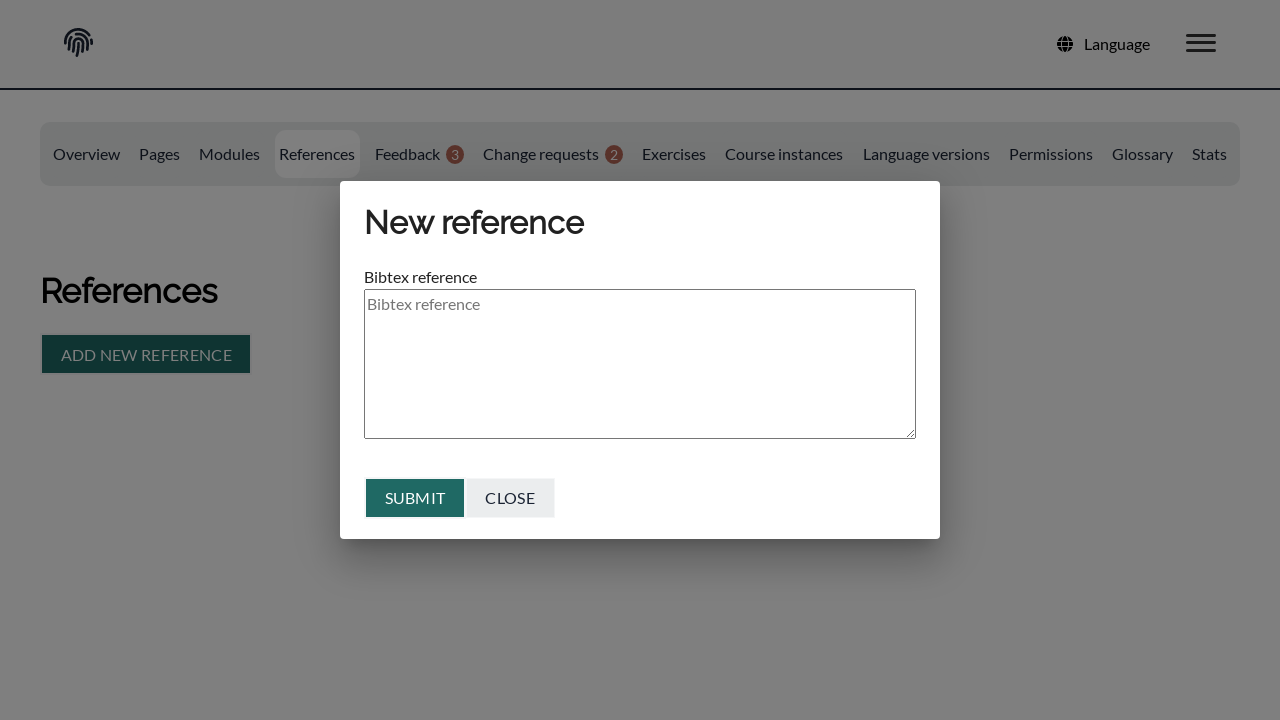 Language
Overview Pages Modules References Feedback 3 Change requests 2 Exercises Course instances Language versions Permissions Glossary Stats
New reference
Bibtex reference
Bibtex reference
References
ADD NEW REFERENCE
SUBMIT CLOSE